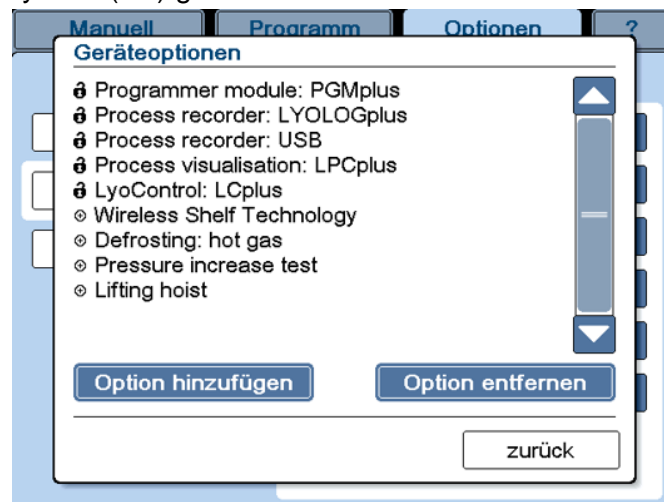 Manuell Programm Optionen ?
Geräteoptionen
Programmer module: PGMplus
Process recorder: LYOLOGplus
Process recorder: USB
Process visualisation: LPCplus
LyoControl: LCplus
Wireless Shelf Technology
Defrosting: hot gas
Pressure increase test
Lifting hoist
Option hinzufügen Option entfernen
zurück